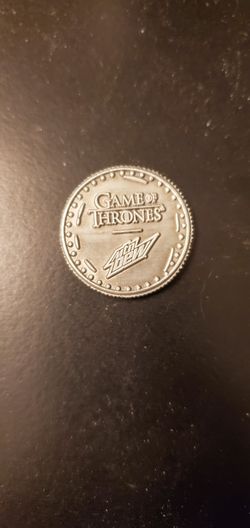 GAME OF
THRONES
MTN
DEW